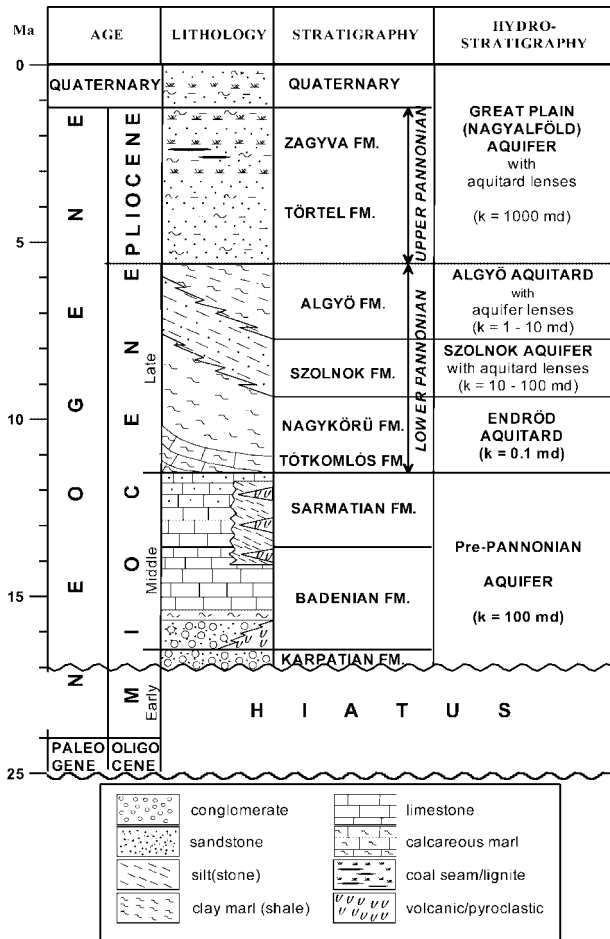 Ma
AGE
LITHOLOGY
STRATIGRAPHY
HYDRO-
STRATIGRAPHY
0
5
10
15
25
QUATERNARY
NEOGENE
PLIOCENE
MIOCENE
Late
Middle
Early
PALEO
GENE
OLIGO
CENE
QUATERNARY
ZAGYVA FM.
TÖRTEL FM.
UPPER PANNONIAN
ALGYÖ FM.
SZOLNOK FM.
NAGYKÖRÜ FM.
TÓTKOMLÓS FM.
LOWER PANNONIAN
SARMATIAN FM.
BADENIAN FM.
KARPATIAN FM.
GREAT PLAIN
(NAGYALFÖLD)
AQUIFER
with
aquitard lenses
(k = 1000 md)
ALGYÖ AQUITARD
with
aquifer lenses
(k = 1 - 10 md)
SZOLNOK AQUIFER
with aquitard lenses
(k = 10 - 100 md)
ENDRÖD
AQUITARD
(k = 0.1 md)
Pre-PANNONIAN
AQUIFER
(k = 100 md)
HIATUS
conglomerate
sandstone
silt(stone)
clay marl (shale)
limestone
calcareous marl
coal seam/lignite
volcanic/pyroclastic